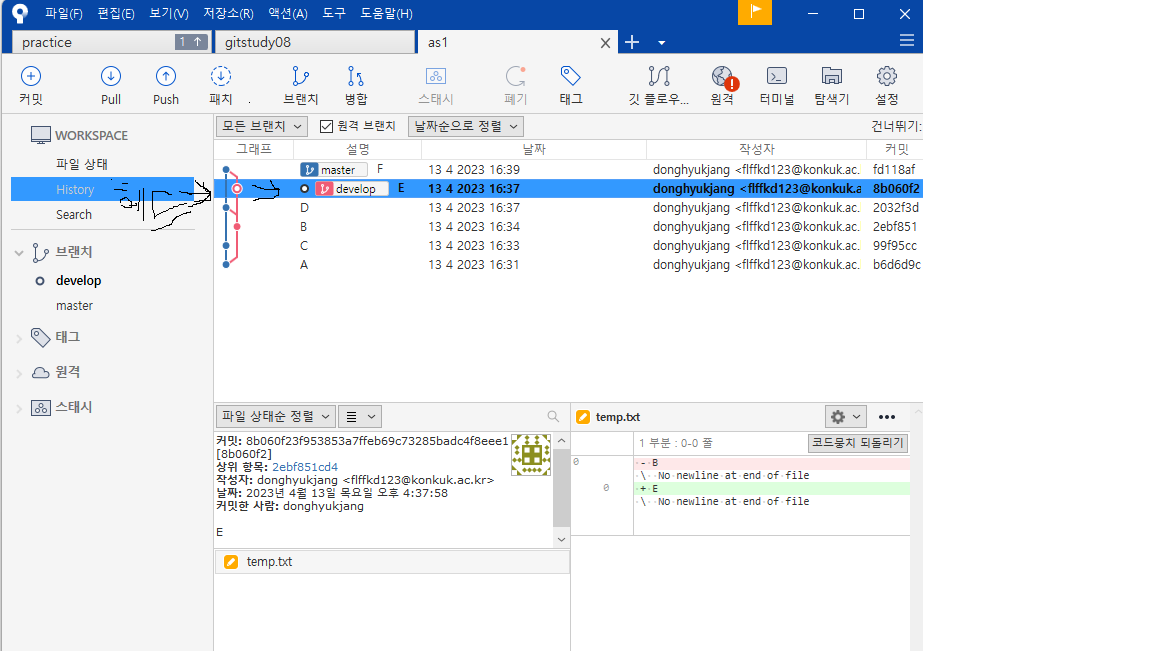 파일(F) 편집(E) 보기(V) 저장소(R) 액션(A) 도구 도움말(H)
practice 1 ↑ gitstudy08 as1
커밋 Pull Push 패치 . 브랜치 병합 스태시 폐기 태그 깃 플로우... 원격 터미널 탐색기 설정
WORKSPACE
파일 상태
History
Search
브랜치
develop
master
태그
원격
스태시
모든 브랜치 원격 브랜치 날짜순으로 정렬 건너뛰기:
그래프 설명 날짜 작성자 커밋
master F 13 4 2023 16:39 donghyukjang <flffkd123@konkuk.ac. fd118af
develop E 13 4 2023 16:37 donghyukjang <flffkd123@konkuk.a 8b060f2
D 13 4 2023 16:37 donghyukjang <flffkd123@konkuk.ac. 2032f3d
B 13 4 2023 16:34 donghyukjang <flffkd123@konkuk.ac. 2ebf851
C 13 4 2023 16:33 donghyukjang <flffkd123@konkuk.ac. 99f95cc
A 13 4 2023 16:31 donghyukjang <flffkd123@konkuk.ac. b6d6d9c
파일 상태순 정렬
커밋: 8b060f23f953853a7ffeb69c73285badc4f8eee1
[8b060f2]
상위 항목: 2ebf851cd4
작성자: donghyukjang <flffkd123@konkuk.ac.kr>
날짜: 2023년 4월 13일 목요일 오후 4:37:58
커밋한 사람: donghyukjang
E
temp.txt
temp.txt
1 부분 : 0-0 줄 코드뭉치 되돌리기
0 - B
\ No newline at end of file
0 + E
\ No newline at end of file